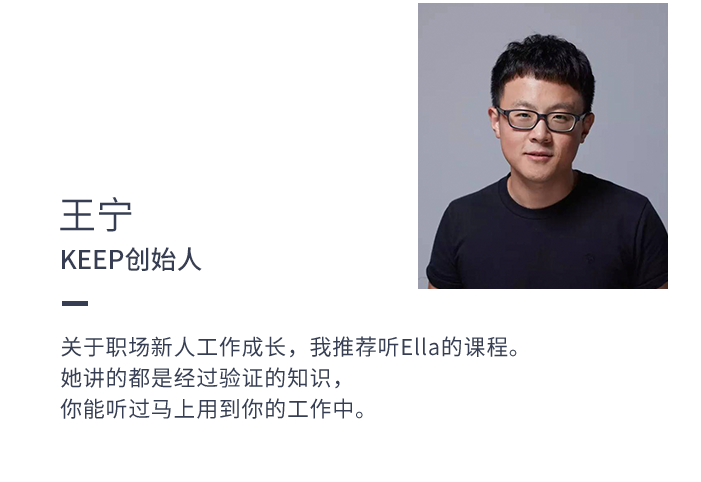 王宁
KEEP创始人
关于职场新人工作成长，我推荐听Ella的课程。
她讲的都是经过验证的知识，
你能听过马上用到你的工作中。